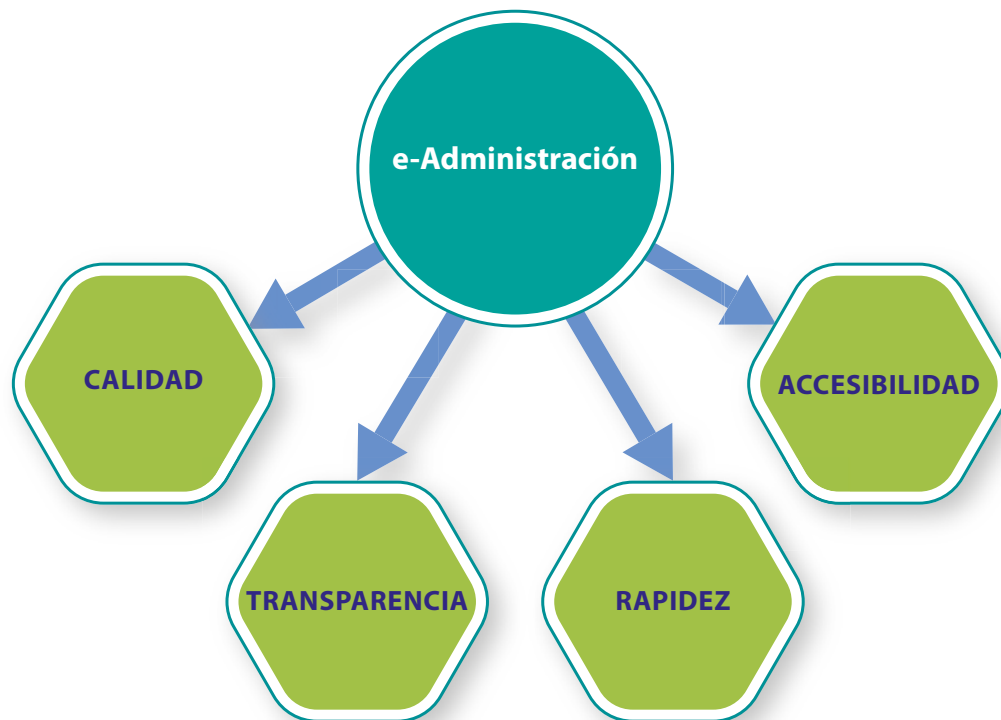 e-Administración
CALIDAD
ACCESIBILIDAD
TRANSPARENCIA
RAPIDEZ